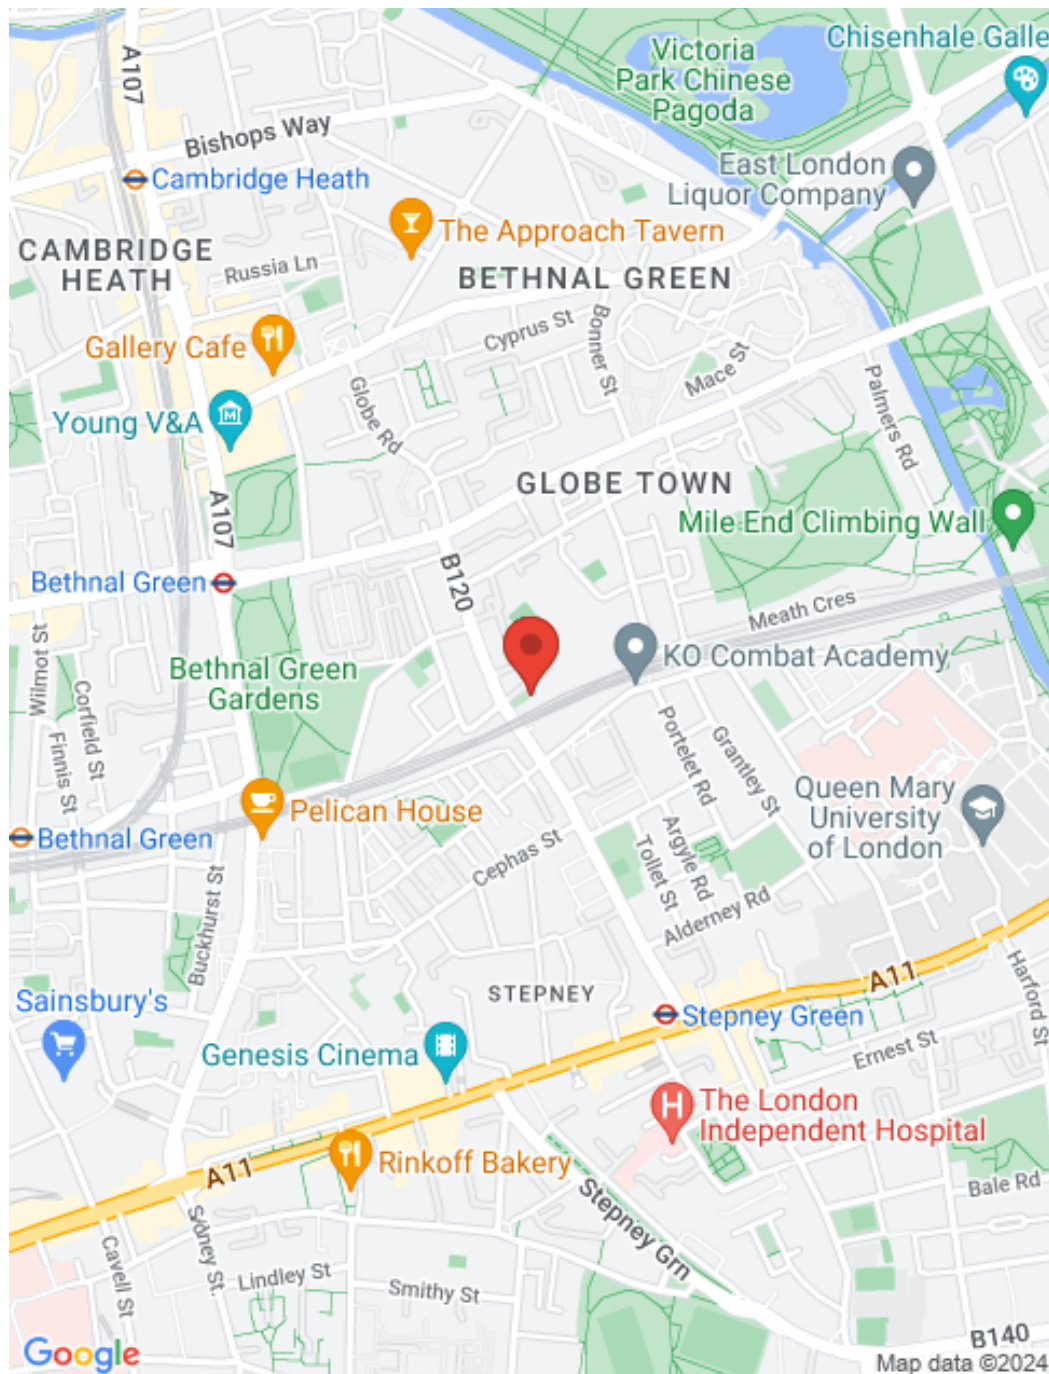 A107
Victoria
Park Chinese
Pagoda
Chisenhale Galle
Bishops Way
East London
Liquor Company
Cambridge Heath
The Approach Tavern
CAMBRIDGE
HEATH
Russia Ln
BETHNAL GREEN
Cyprus St
Bonner St
Gallery Cafe
Mace St
Palmers Rd
Globe Rd
Young V&A
GLOBE TOWN
A107
Mile End Climbing Wall
B120
Bethnal Green
Meath Cres
Wilmot St
Bethnal Green
Gardens
KO Combat Academy
Corfield St
Finnis St
Portelet Rd
Grantley St
Queen Mary
University
of London
Pelican House
Bethnal Green
Argyle Rd
Tollet St
Cephas St
Buckhurst St
Alderney Rd
Harford St
A11
STEPNEY
Sainsbury's
Stepney Green
Genesis Cinema
Ernest St
The London
Independent Hospital
Rinkoff Bakery
A11
Bale Rd
Stepney Grn
Sidney St.
Cavell St
Lindley St
Smithy St
B140
Google
Map data ©2024